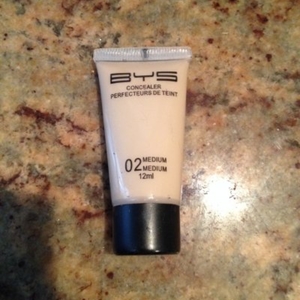 BYS
CONCEALER
PERFECTEURS DE TEINT
02 MEDIUM
MEDIUM
12ml